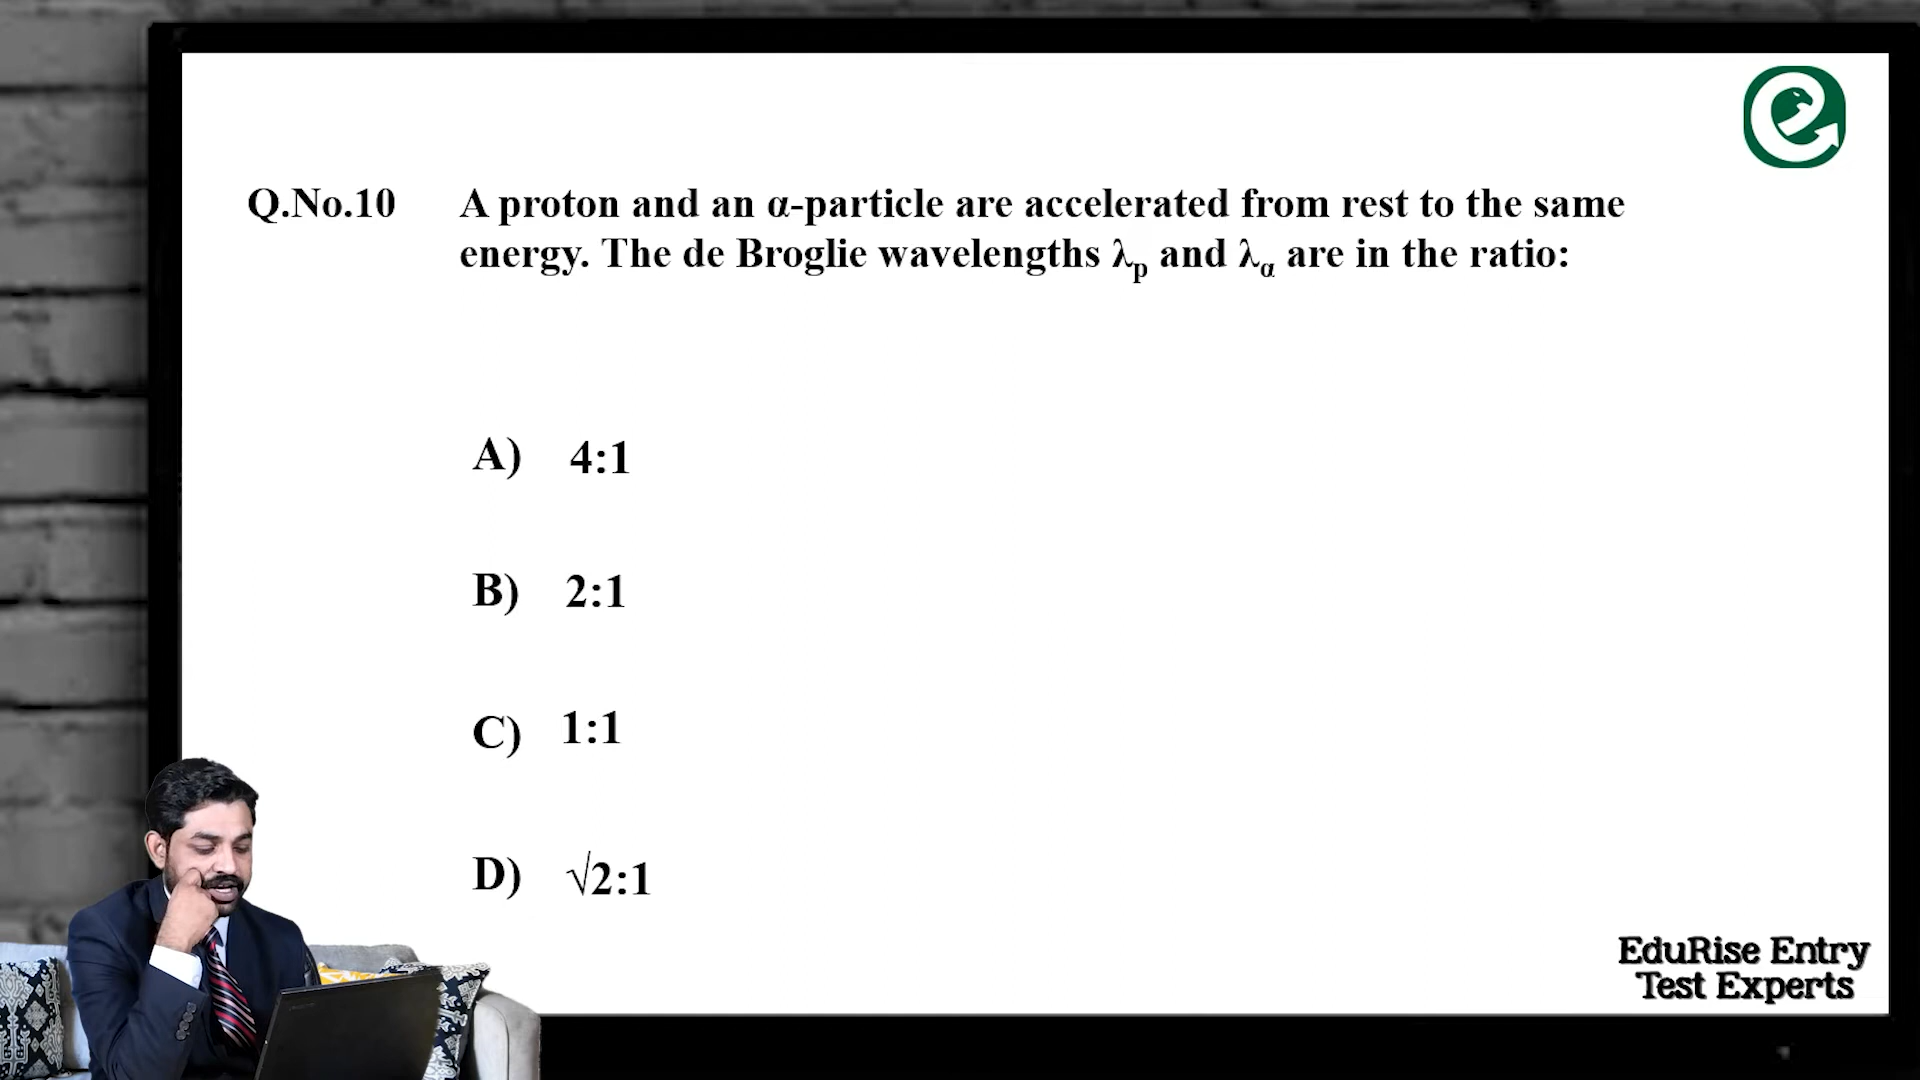 Q.No.10 A proton and an α-particle are accelerated from rest to the same
energy. The de Broglie wavelengths λₚ and λα are in the ratio:
A) 4:1
B) 2:1
C) 1:1
D) √2:1
EduRise Entry
Test Experts